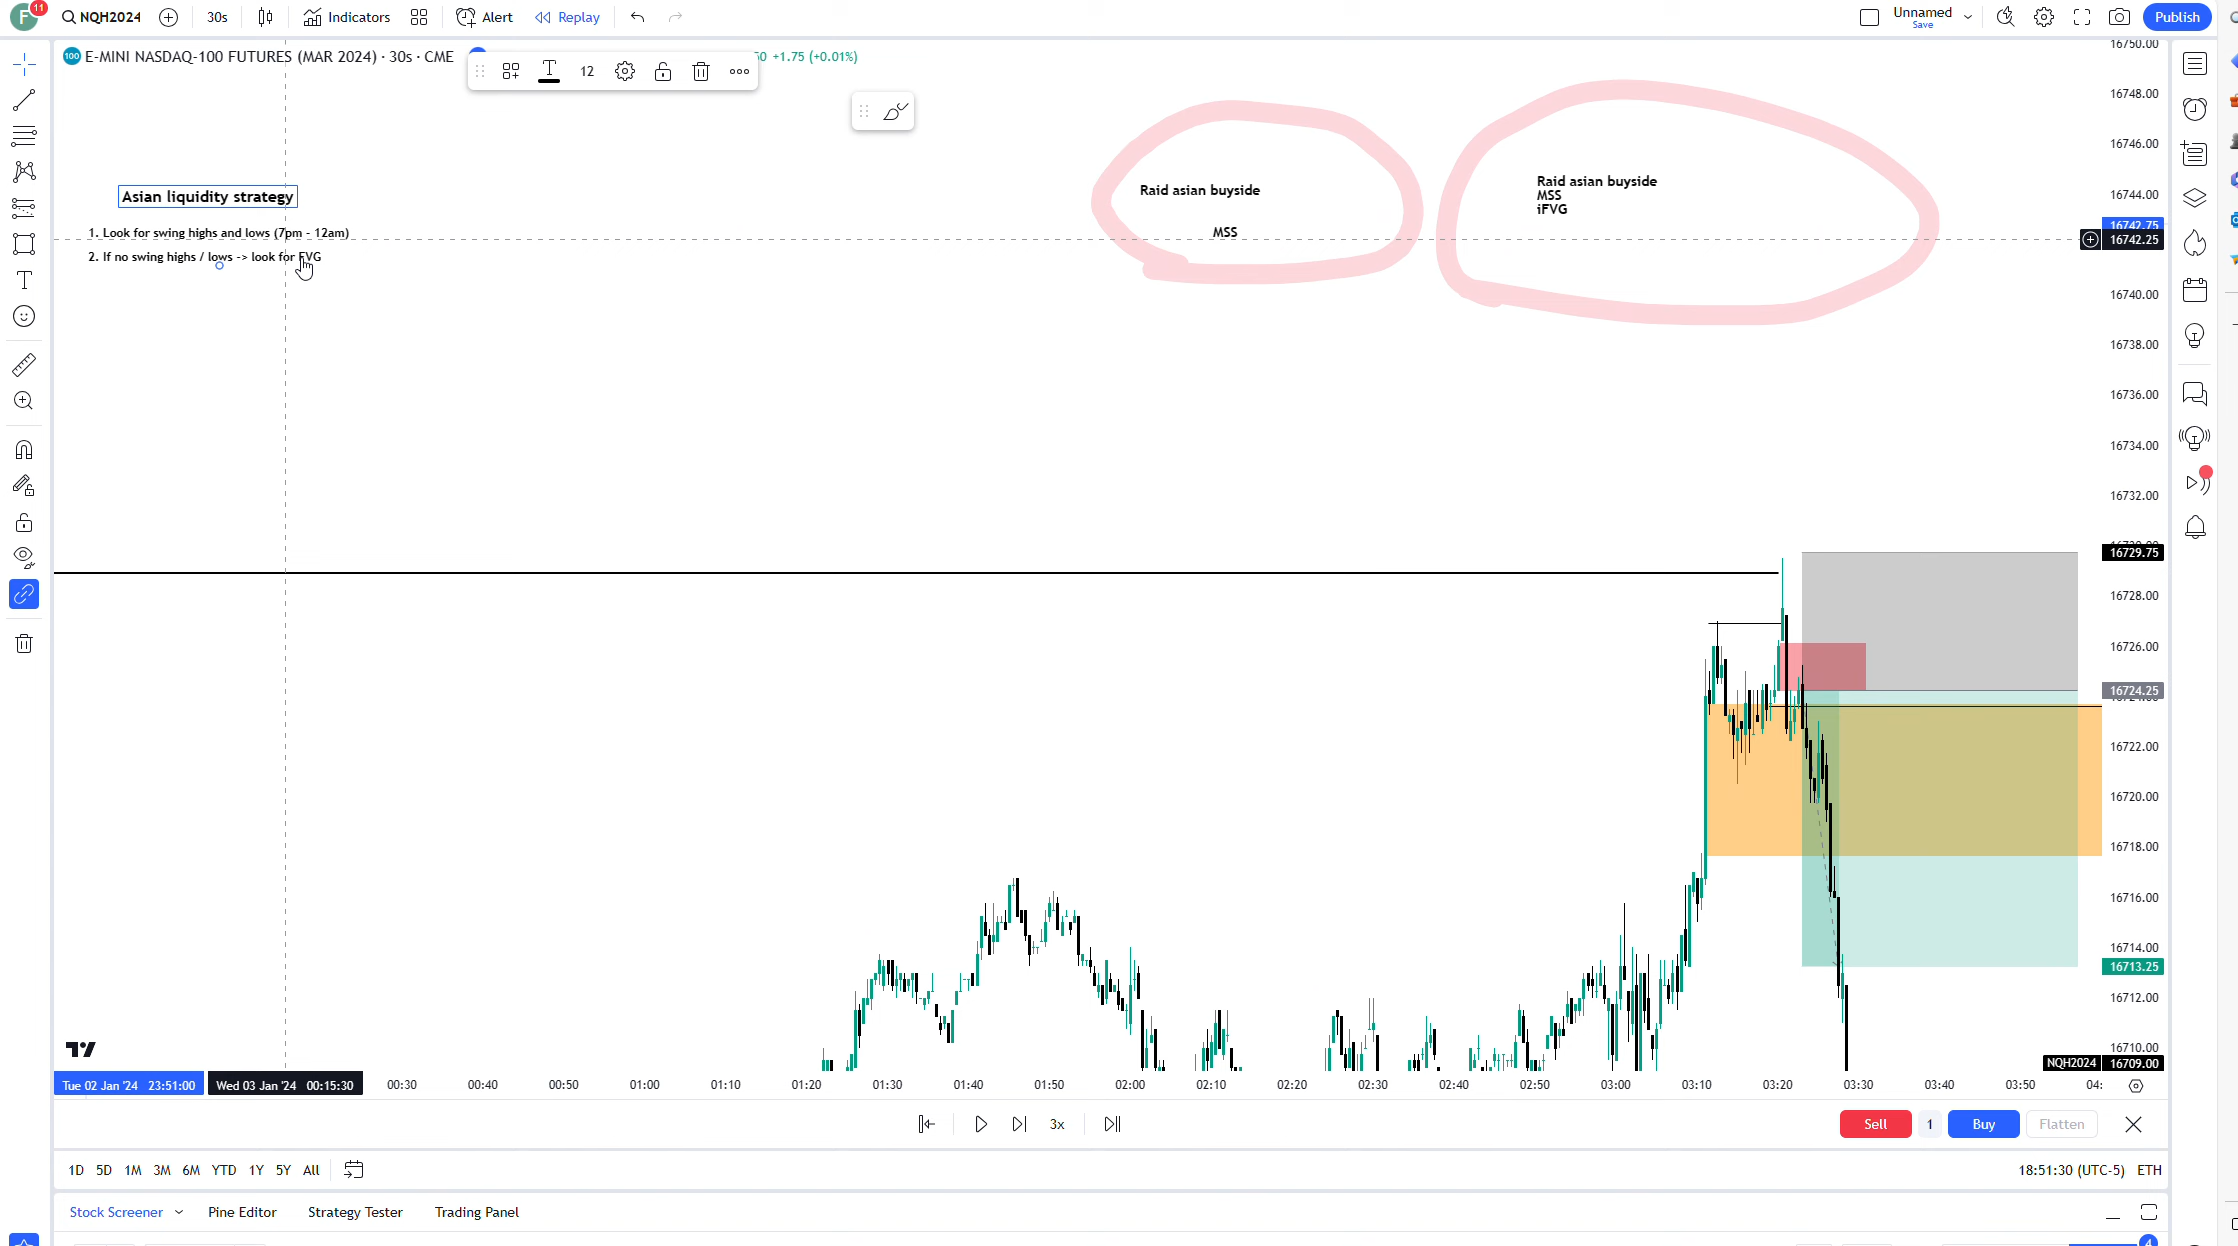 F 11 NQH2024 30s Indicators Alert Replay Unnamed Save Publish
100 E-MINI NASDAQ-100 FUTURES (MAR 2024) · 30s · CME +1.75 (+0.01%)
12
Asian liquidity strategy
1. Look for swing highs and lows (7pm - 12am)
2. If no swing highs / lows -> look for FVG
Raid asian buyside
MSS
Raid asian buyside
MSS
iFVG
16750.00
16748.00
16746.00
16744.00
16742.75
16742.25
16740.00
16738.00
16736.00
16734.00
16732.00
16729.75
16728.00
16726.00
16724.25
16722.00
16720.00
16718.00
16716.00
16714.00
16713.25
16712.00
16710.00
NQH2024 16709.00
Tue 02 Jan '24 23:51:00 Wed 03 Jan '24 00:15:30 00:30 00:40 00:50 01:00 01:10 01:20 01:30 01:40 01:50 02:00 02:10 02:20 02:30 02:40 02:50 03:00 03:10 03:20 03:30 03:40 03:50 04:
3x Sell 1 Buy Flatten
1D 5D 1M 3M 6M YTD 1Y 5Y All 18:51:30 (UTC-5) ETH
Stock Screener Pine Editor Strategy Tester Trading Panel
4